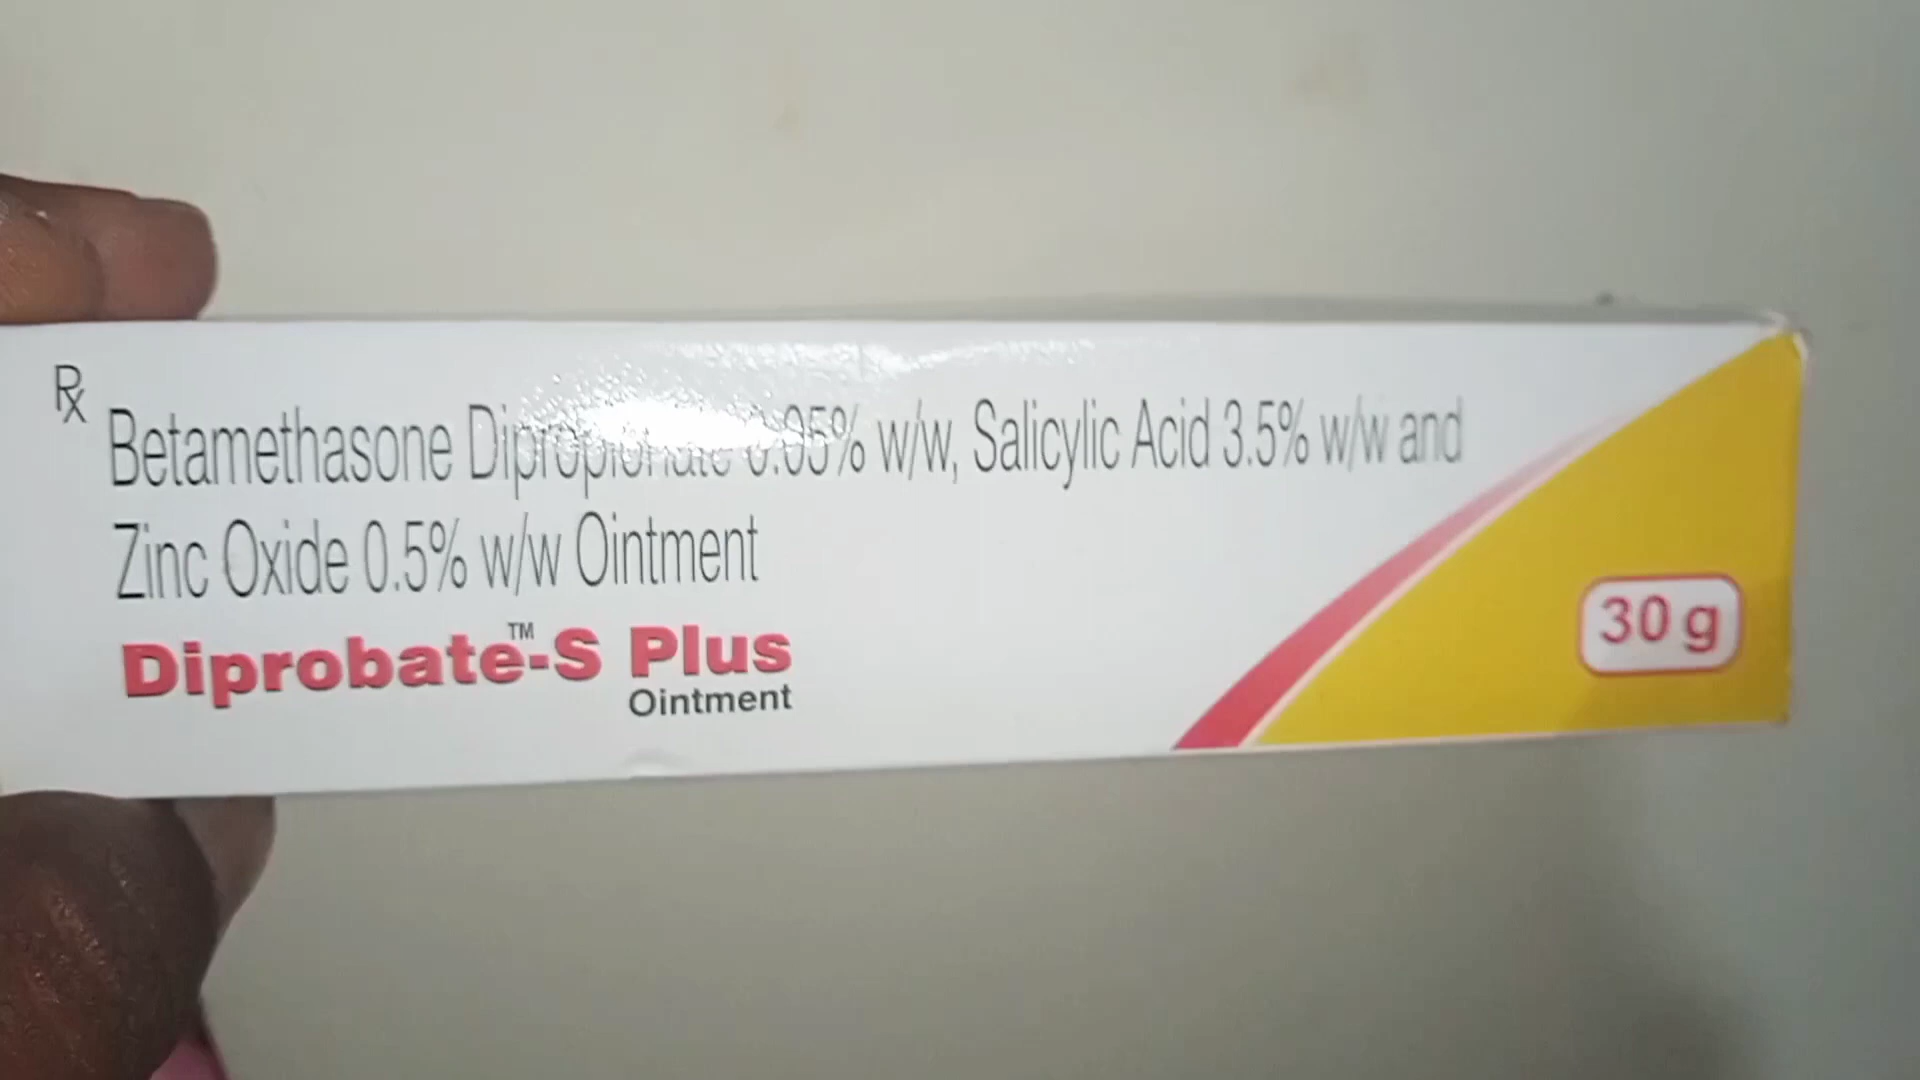 Rx
Betamethasone Dipropionate 0.05% w/w, Salicylic Acid 3.5% w/w and
Zinc Oxide 0.5% w/w Ointment
Diprobate™-S Plus
Ointment
30 g